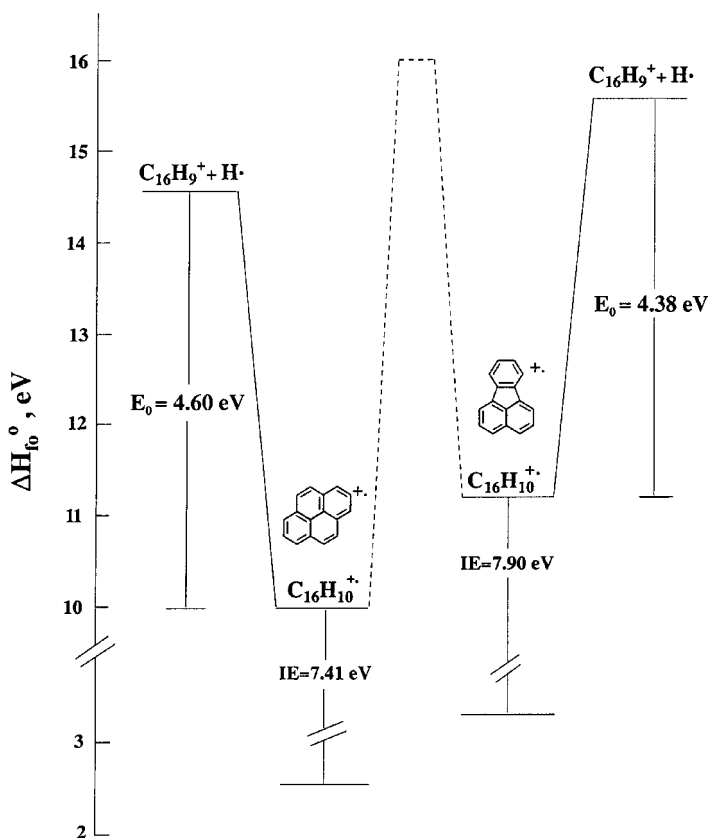 16
15
14
13
12
11
10
3
2
ΔH_f0^o , eV
C₁₆H₉⁺ + H·
E₀ = 4.60 eV
C₁₆H₁₀⁺·
+·
IE=7.41 eV
+·
C₁₆H₁₀⁺·
IE=7.90 eV
C₁₆H₉⁺ + H·
E₀ = 4.38 eV